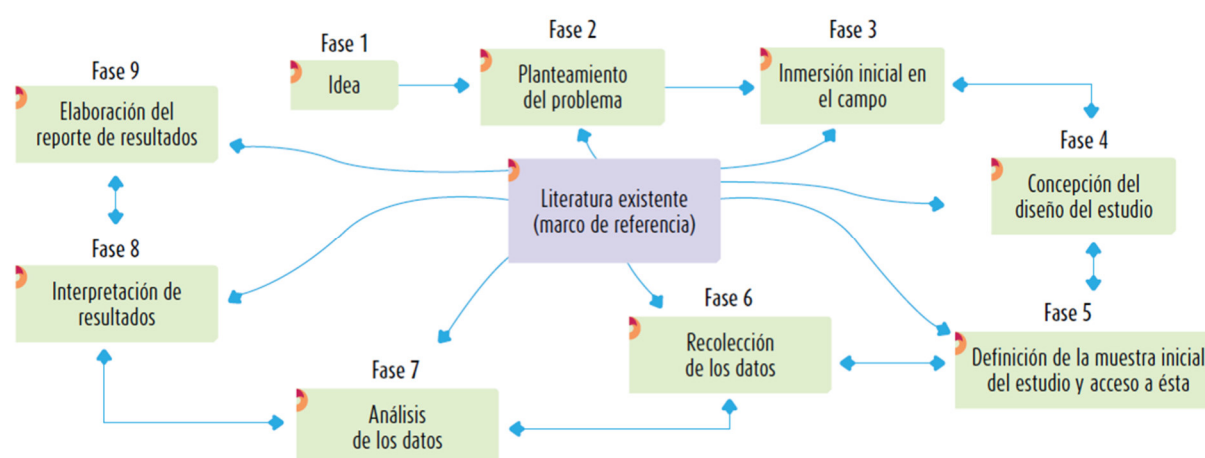 Fase 1
Idea
Fase 2
Planteamiento
del problema
Fase 3
Inmersión inicial en
el campo
Fase 4
Concepción del
diseño del estudio
Fase 5
Definición de la muestra inicial
del estudio y acceso a ésta
Fase 6
Recolección
de los datos
Fase 7
Análisis
de los datos
Fase 8
Interpretación de
resultados
Fase 9
Elaboración del
reporte de resultados
Literatura existente
(marco de referencia)